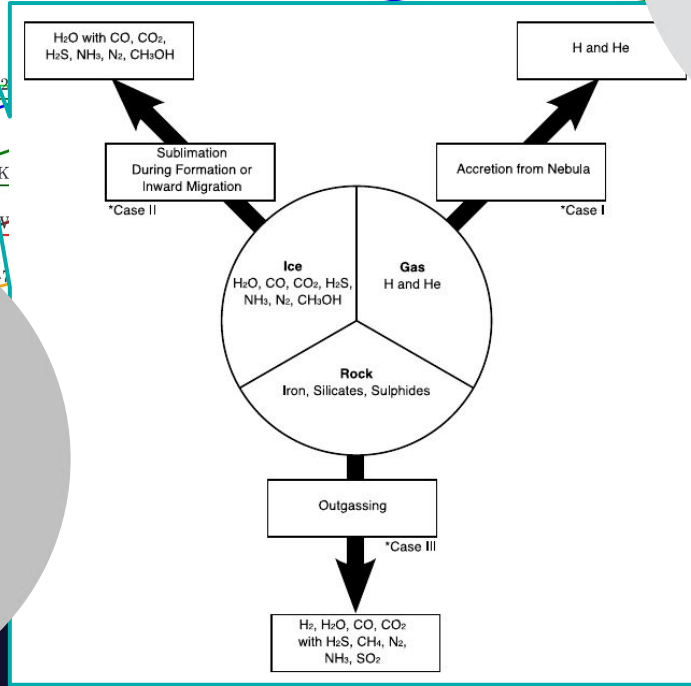 H₂O with CO, CO₂,
H₂S, NH₃, N₂, CH₃OH
H and He
Sublimation
During Formation or
Inward Migration
*Case II
Accretion from Nebula
*Case I
Ice
H₂O, CO, CO₂, H₂S,
NH₃, N₂, CH₃OH
Gas
H and He
Rock
Iron, Silicates, Sulphides
Outgassing
*Case III
H₂, H₂O, CO, CO₂
with H₂S, CH₄, N₂,
NH₃, SO₂
K